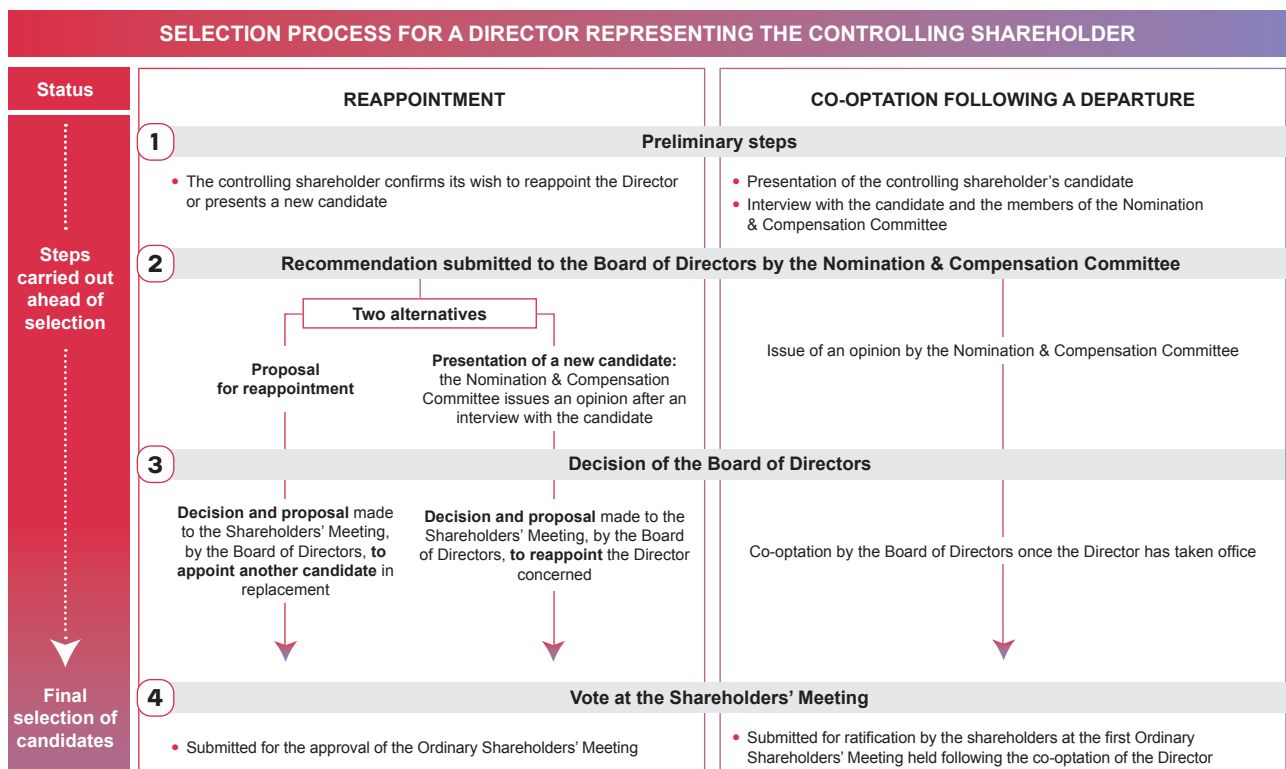 SELECTION PROCESS FOR A DIRECTOR REPRESENTING THE CONTROLLING SHAREHOLDER
Status
REAPPOINTMENT
CO-OPTATION FOLLOWING A DEPARTURE
Steps
carried out
ahead of
selection
1
Preliminary steps
• The controlling shareholder confirms its wish to reappoint the Director
or presents a new candidate
• Presentation of the controlling shareholder's candidate
• Interview with the candidate and the members of the Nomination
& Compensation Committee
2
Recommendation submitted to the Board of Directors by the Nomination & Compensation Committee
Two alternatives
Proposal
for reappointment
Presentation of a new candidate:
the Nomination & Compensation
Committee issues an opinion after an
interview with the candidate
Issue of an opinion by the Nomination & Compensation Committee
3
Decision of the Board of Directors
Decision and proposal made
to the Shareholders' Meeting,
by the Board of Directors, to
appoint another candidate in
replacement
Decision and proposal made to the
Shareholders' Meeting, by the Board
of Directors, to reappoint the Director
concerned
Co-optation by the Board of Directors once the Director has taken office
Final
selection of
candidates
4
Vote at the Shareholders' Meeting
• Submitted for the approval of the Ordinary Shareholders' Meeting
• Submitted for ratification by the shareholders at the first Ordinary
Shareholders' Meeting held following the co-optation of the Director